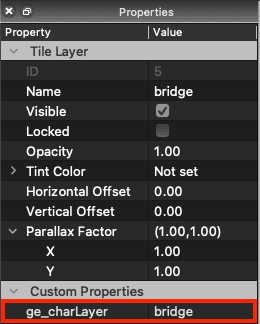 Properties
Property Value
Tile Layer
ID 5
Name bridge
Visible
Locked
Opacity 1.00
Tint Color Not set
Horizontal Offset 0.00
Vertical Offset 0.00
Parallax Factor (1.00,1.00)
X 1.00
Y 1.00
Custom Properties
ge_charLayer bridge